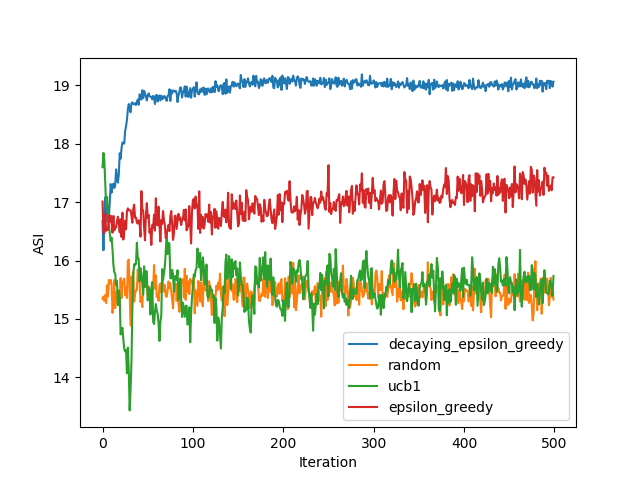 19
18
17
16
15
14
ASI
0
100
200
300
400
500
Iteration
decaying_epsilon_greedy
random
ucb1
epsilon_greedy